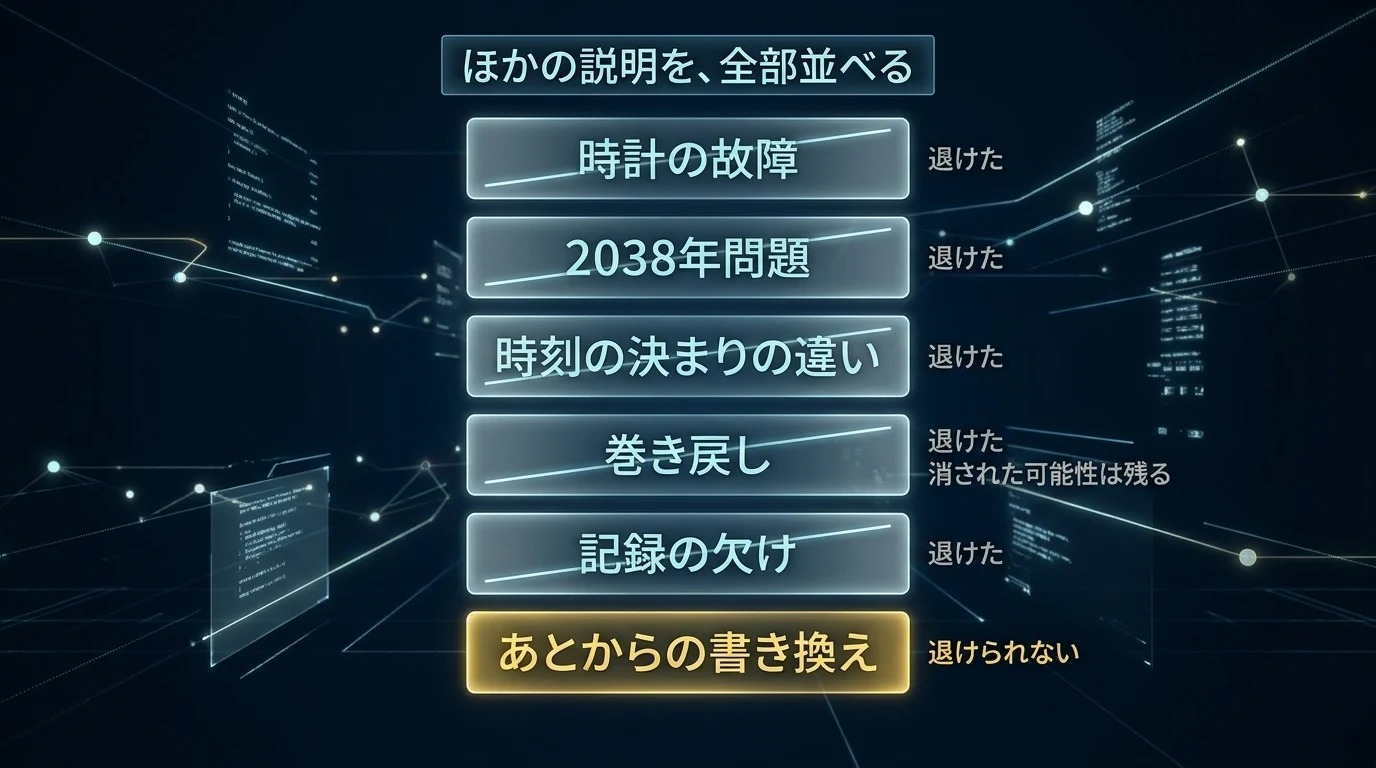 ほかの説明を、全部並べる
時計の故障
退けた
2038年問題
退けた
時刻の決まりの違い
退けた
巻き戻し
退けた
消された可能性は残る
記録の欠け
退けた
あとからの書き換え
退けられない